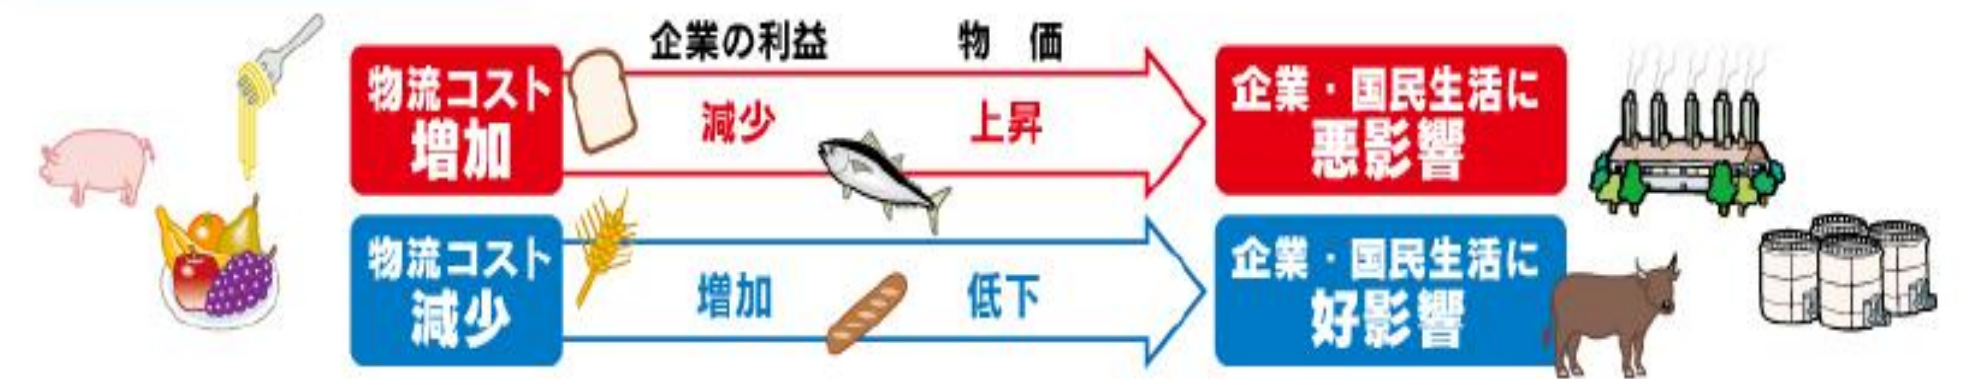 企業の利益 物 価
物流コスト
増加
減少 上昇
企業・国民生活に
悪影響
物流コスト
減少
増加 低下
企業・国民生活に
好影響